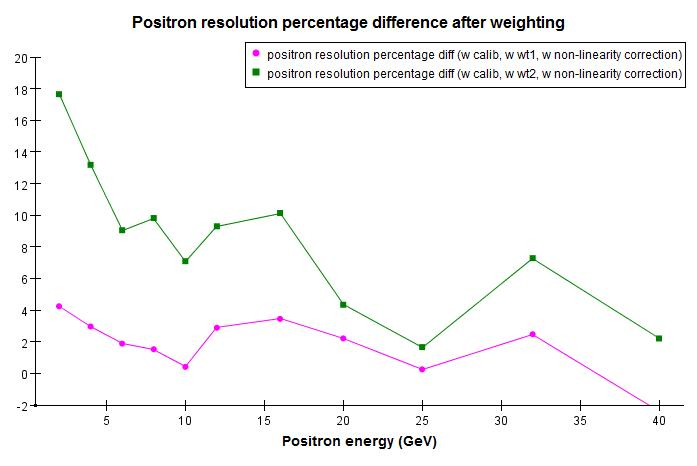 Positron resolution percentage difference after weighting
positron resolution percentage diff (w calib, w wt1, w non-linearity correction)
positron resolution percentage diff (w calib, w wt2, w non-linearity correction)
20
18
16
14
12
10
8
6
4
2
0
-2
5 10 15 20 25 30 35 40
Positron energy (GeV)